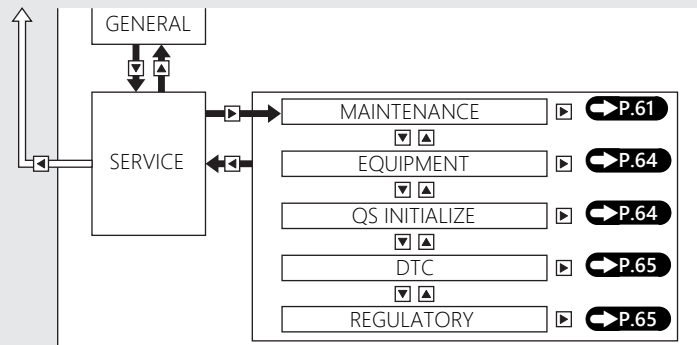 GENERAL
SERVICE
MAINTENANCE P.61
EQUIPMENT P.64
QS INITIALIZE P.64
DTC P.65
REGULATORY P.65